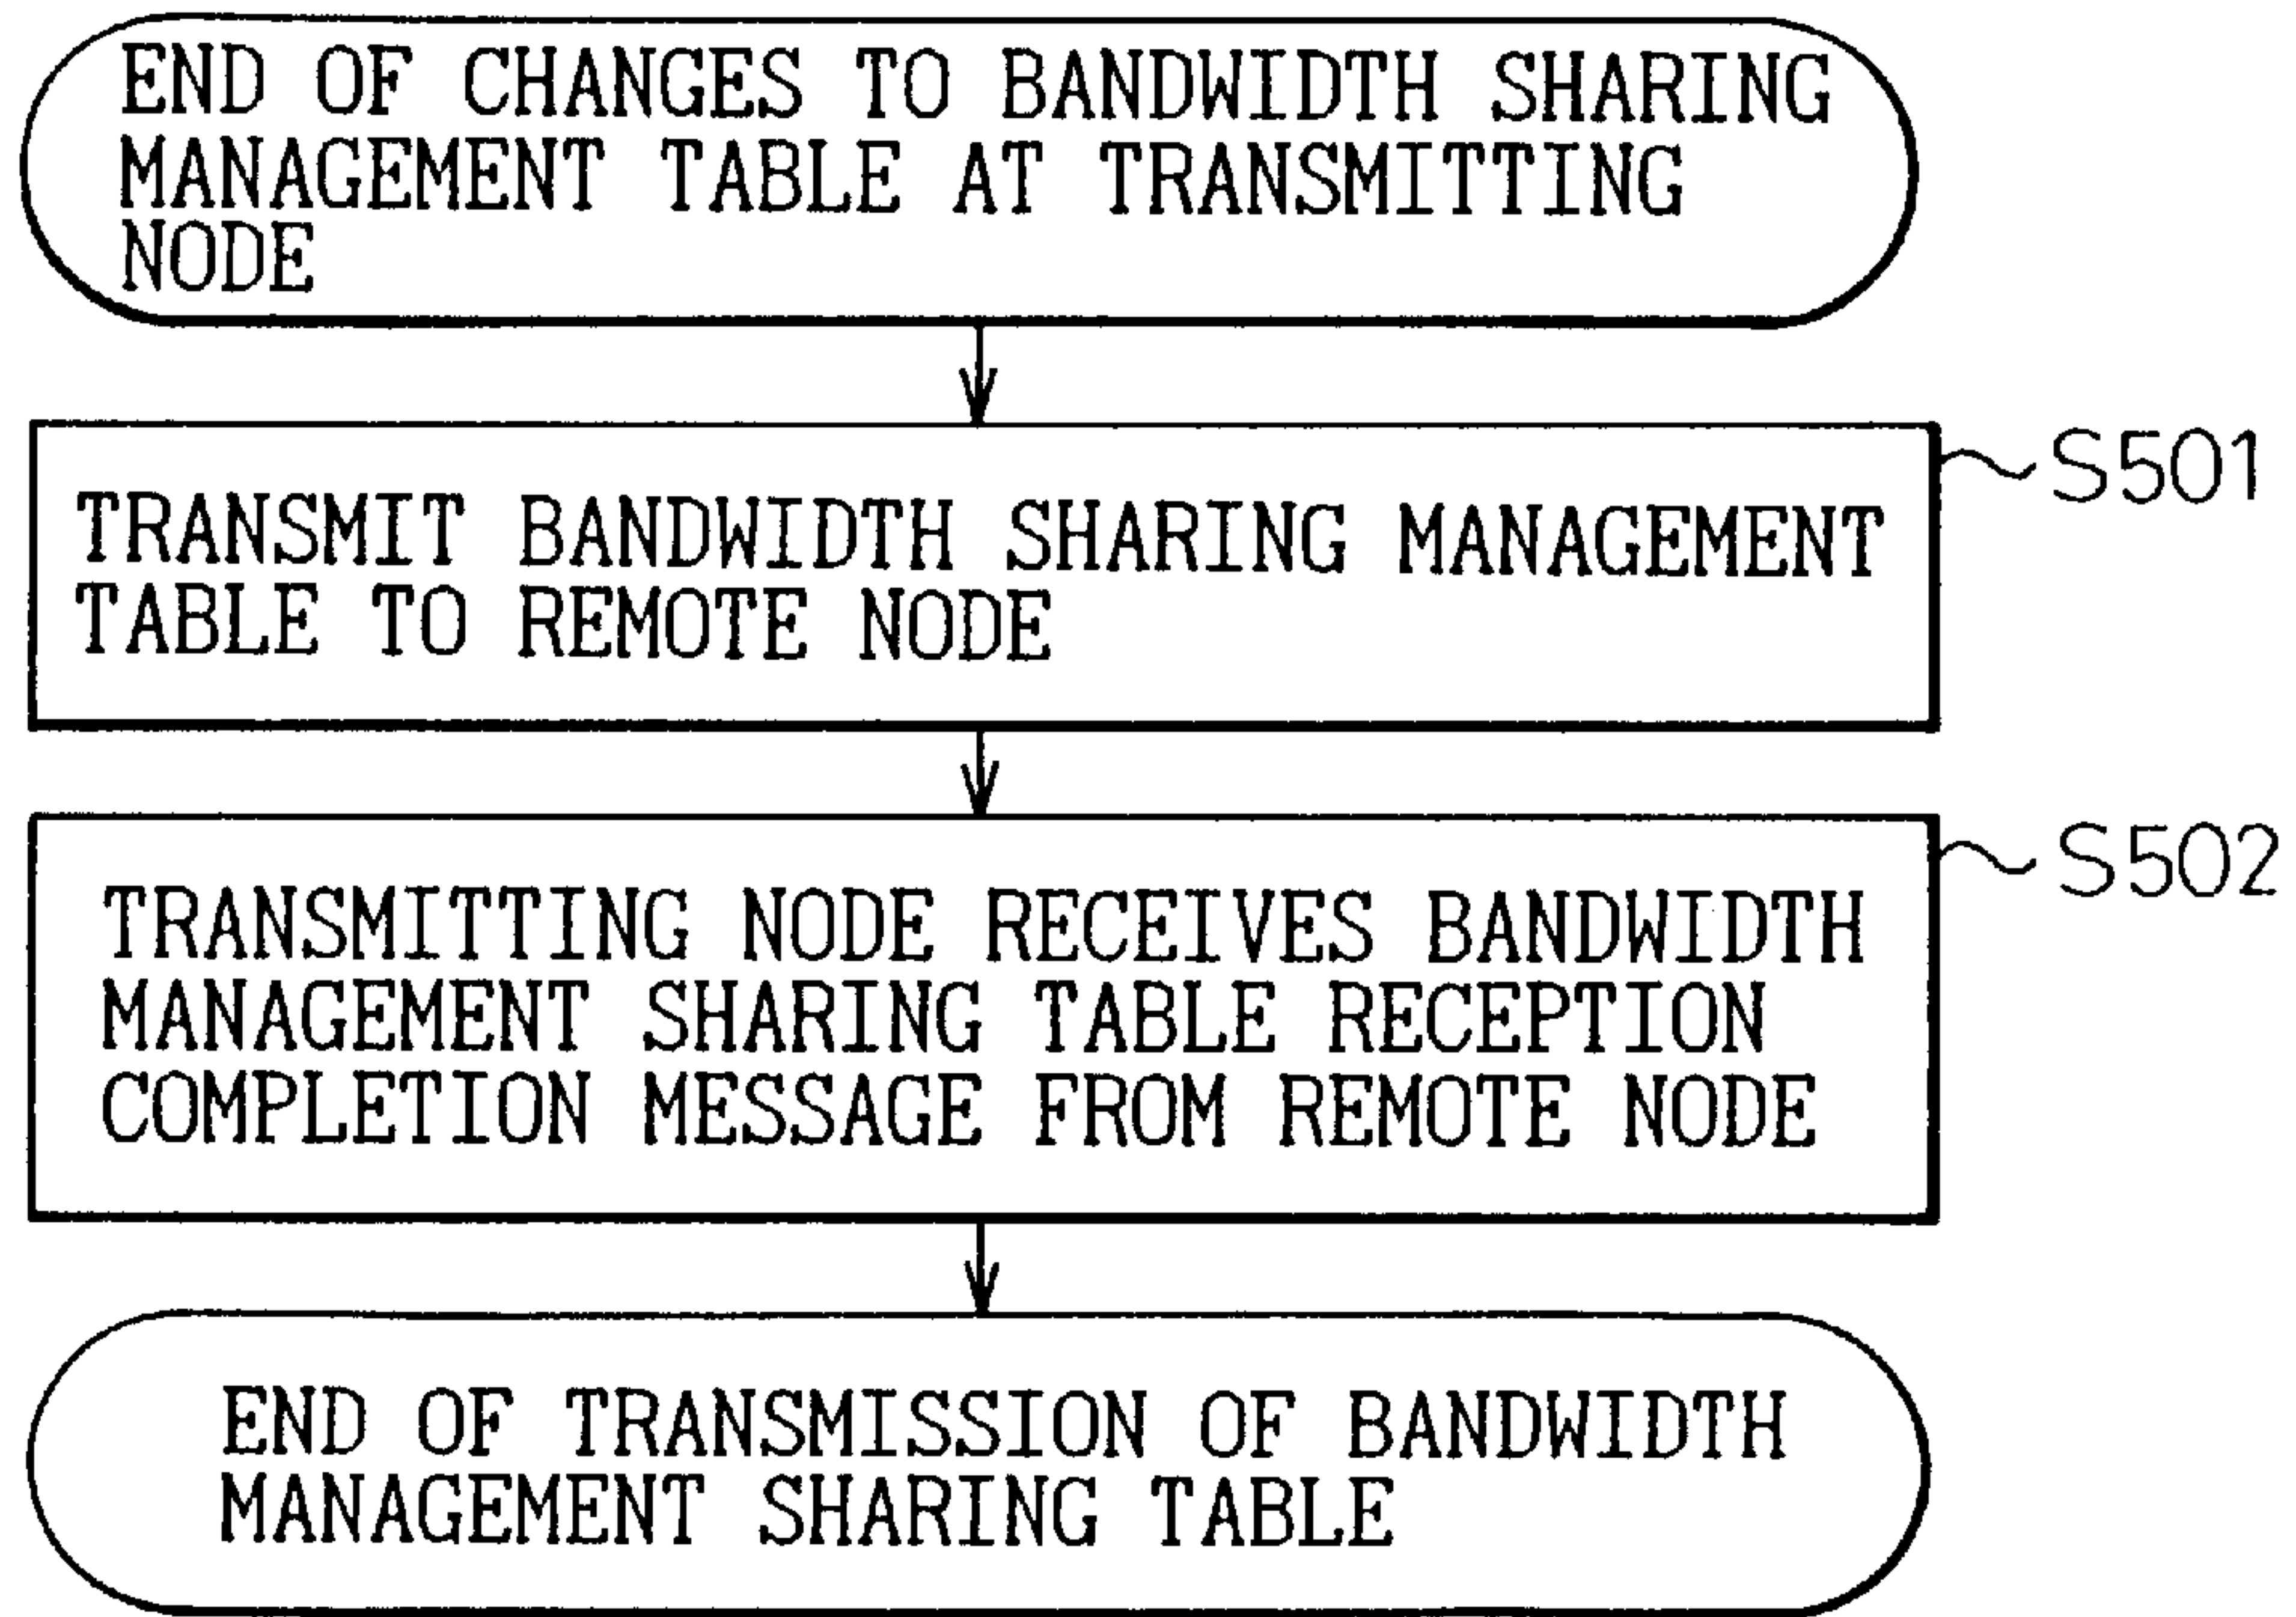 END OF CHANGES TO BANDWIDTH SHARING
MANAGEMENT TABLE AT TRANSMITTING
NODE
S501
TRANSMIT BANDWIDTH SHARING MANAGEMENT
TABLE TO REMOTE NODE
S502
TRANSMITTING NODE RECEIVES BANDWIDTH
MANAGEMENT SHARING TABLE RECEPTION
COMPLETION MESSAGE FROM REMOTE NODE
END OF TRANSMISSION OF BANDWIDTH
MANAGEMENT SHARING TABLE